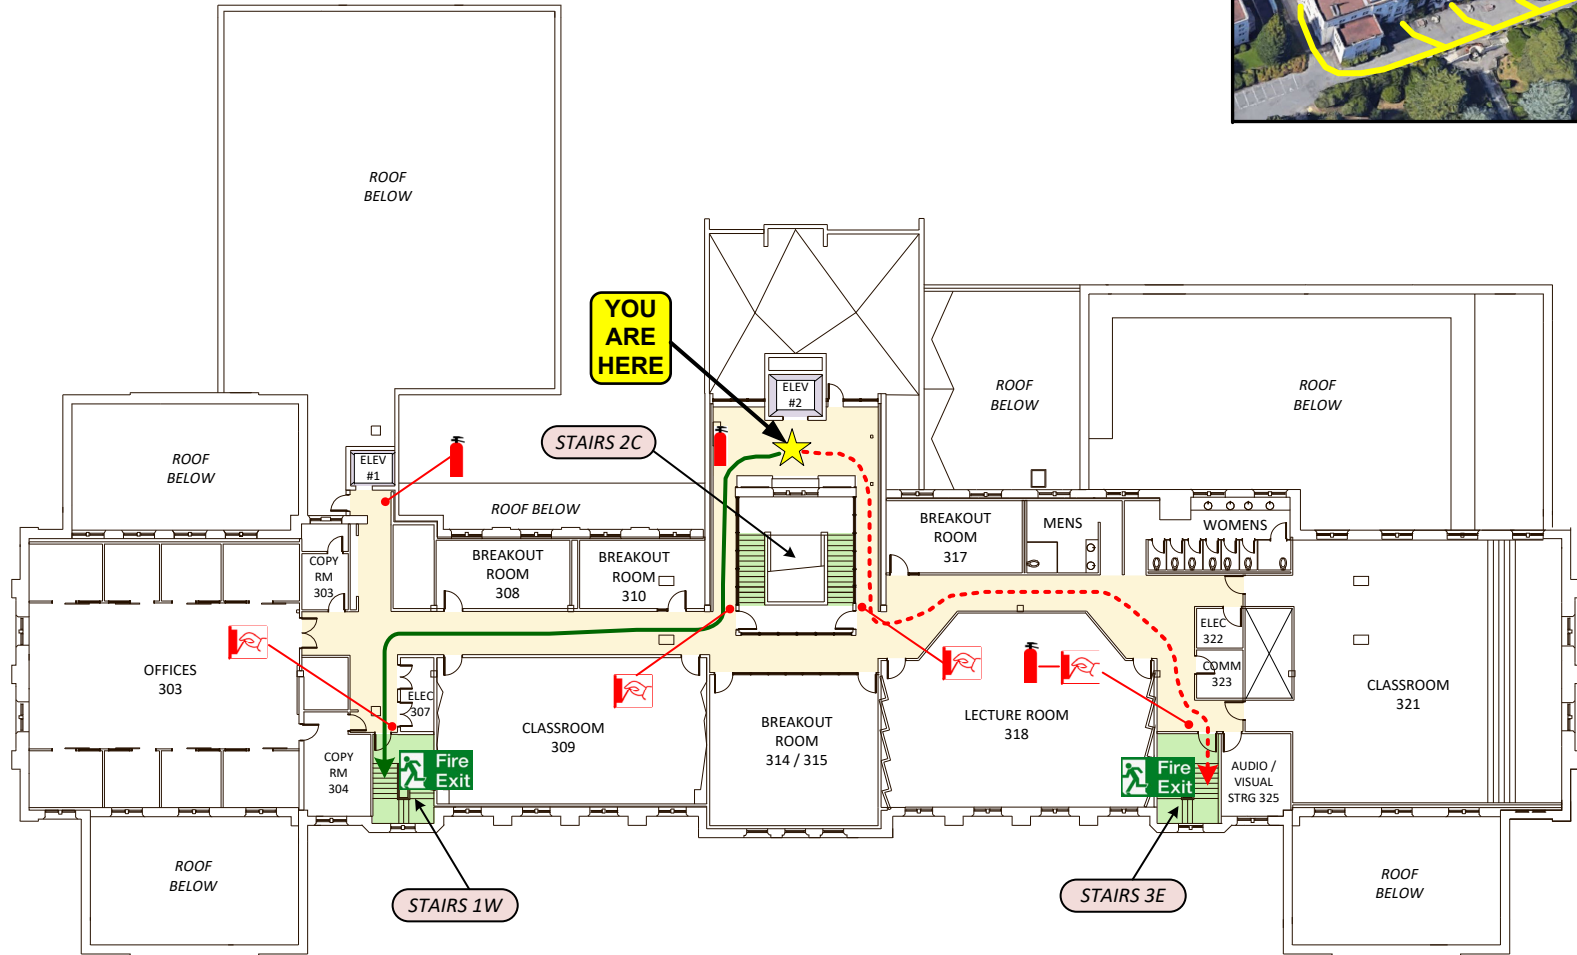 ROOF
BELOW
YOU
ARE
HERE
ELEV
#2
ROOF
BELOW
ROOF
BELOW
STAIRS 2C
ROOF
BELOW
ELEV
#1
ROOF BELOW
BREAKOUT
ROOM
317
MENS
WOMENS
COPY
RM
303
BREAKOUT
ROOM
308
BREAKOUT
ROOM
310
ELEC
322
COMM
323
OFFICES
303
ELEC
307
CLASSROOM
309
BREAKOUT
ROOM
314 / 315
LECTURE ROOM
318
CLASSROOM
321
COPY
RM
304
Fire
Exit
Fire
Exit
AUDIO /
VISUAL
STRG 325
ROOF
BELOW
STAIRS 1W
STAIRS 3E
ROOF
BELOW